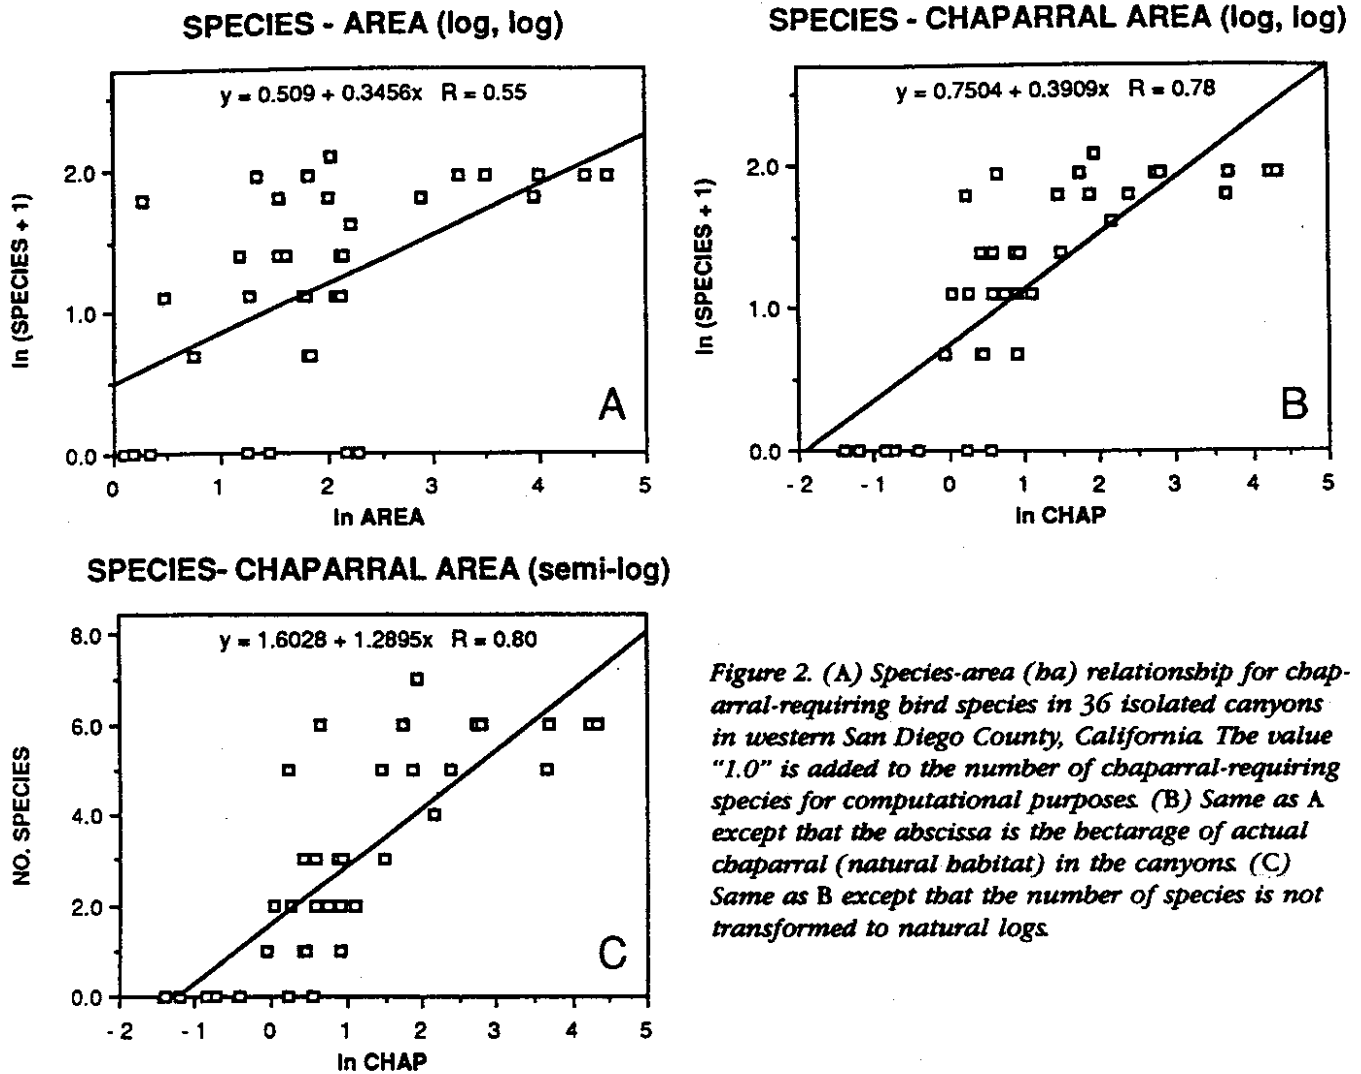 SPECIES - AREA (log, log)
y = 0.509 + 0.3456x R = 0.55
ln (SPECIES + 1)
2.0
1.0
0.0
A
0 1 2 3 4 5
ln AREA
SPECIES - CHAPARRAL AREA (log, log)
y = 0.7504 + 0.3909x R = 0.78
ln (SPECIES + 1)
2.0
1.0
0.0
B
-2 -1 0 1 2 3 4 5
ln CHAP
SPECIES- CHAPARRAL AREA (semi-log)
y = 1.6028 + 1.2895x R = 0.80
NO. SPECIES
8.0
6.0
4.0
2.0
0.0
C
-2 -1 0 1 2 3 4 5
ln CHAP
Figure 2. (A) Species-area (ha) relationship for chap-
arral-requiring bird species in 36 isolated canyons
in western San Diego County, California. The value
"1.0" is added to the number of chaparral-requiring
species for computational purposes. (B) Same as A
except that the abscissa is the hectarage of actual
chaparral (natural habitat) in the canyons. (C)
Same as B except that the number of species is not
transformed to natural logs.